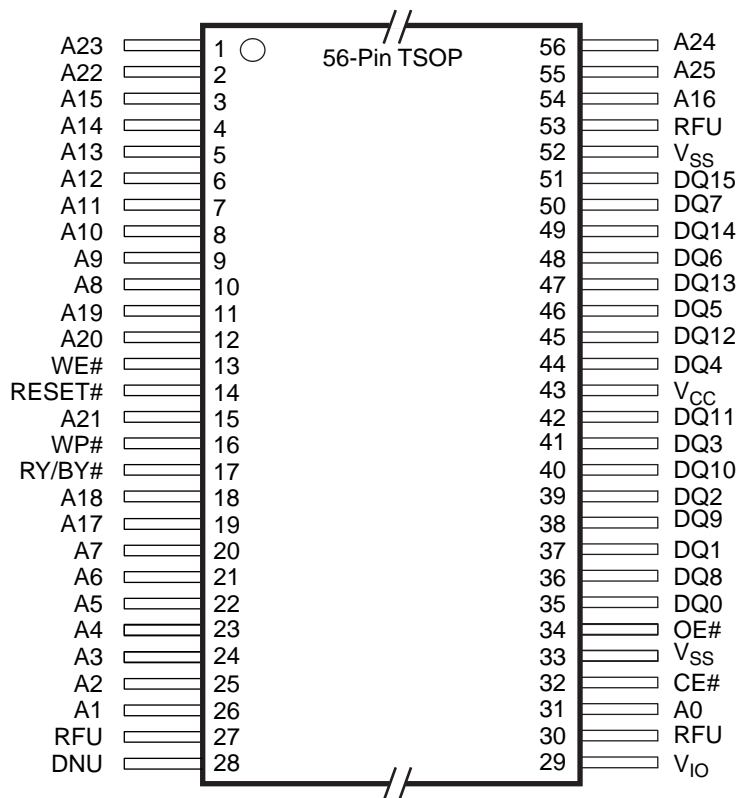 56-Pin TSOP
A23 1 56 A24
A22 2 55 A25
A15 3 54 A16
A14 4 53 RFU
A13 5 52 VSS
A12 6 51 DQ15
A11 7 50 DQ7
A10 8 49 DQ14
A9 9 48 DQ6
A8 10 47 DQ13
A19 11 46 DQ5
A20 12 45 DQ12
WE# 13 44 DQ4
RESET# 14 43 VCC
A21 15 42 DQ11
WP# 16 41 DQ3
RY/BY# 17 40 DQ10
A18 18 39 DQ2
A17 19 38 DQ9
A7 20 37 DQ1
A6 21 36 DQ8
A5 22 35 DQ0
A4 23 34 OE#
A3 24 33 VSS
A2 25 32 CE#
A1 26 31 A0
RFU 27 30 RFU
DNU 28 29 VIO